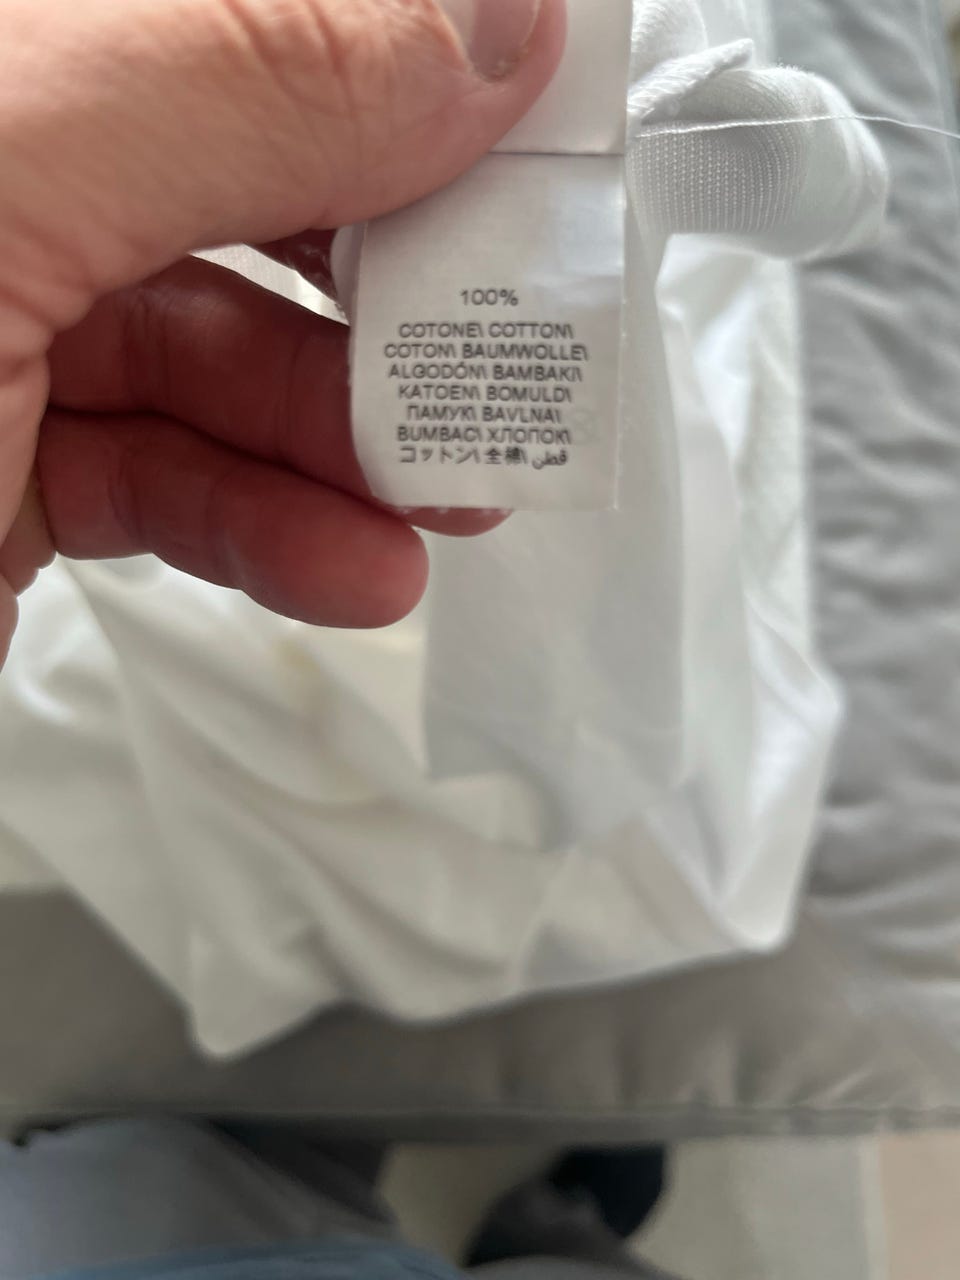 100%
COTONE\ COTTON\
COTON\ BAUMWOLLE\
ALGODÓN\ BAMBAKI\
KATOEN\ BOMULD\
ПАМУК\ BAVLNA\
BUMBAC\ ХЛОПОК\
コットン\ 全棉\ قطن